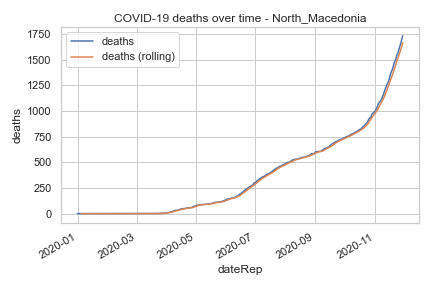 COVID-19 deaths over time - North_Macedonia
deaths
deaths (rolling)
1750
1500
1250
1000
750
500
250
0
deaths
2020-01
2020-03
2020-05
2020-07
2020-09
2020-11
dateRep